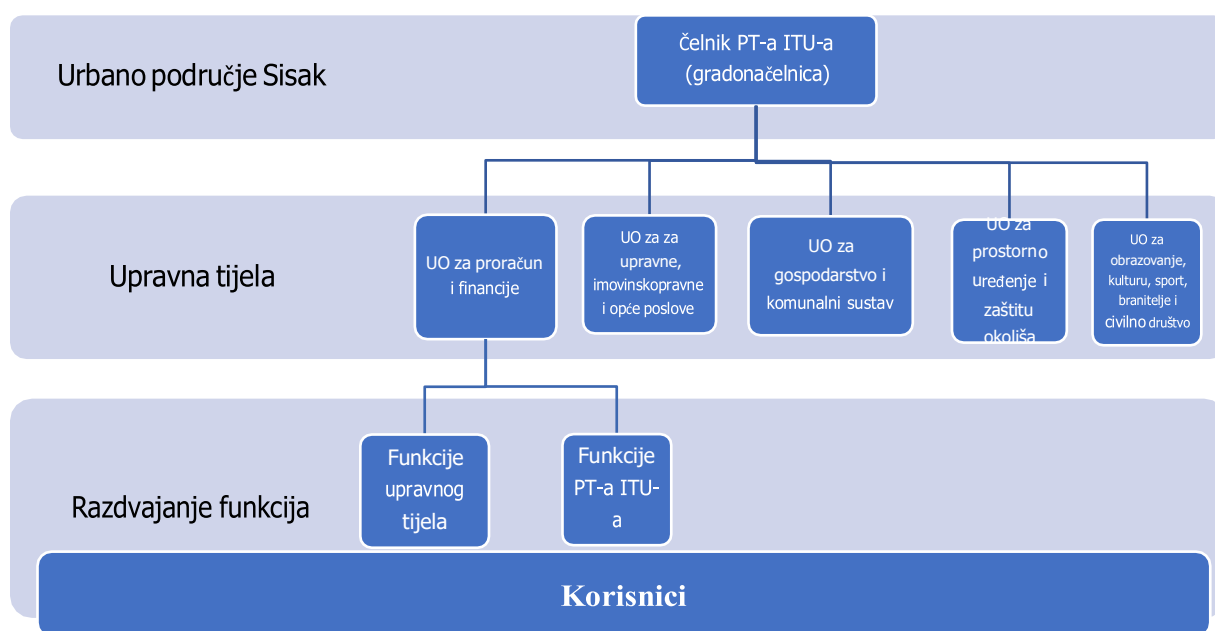 Urbano područje Sisak
Čelnik PT-a ITU-a
(gradonačelnica)
Upravna tijela
UO za proračun
i financije
UO za za
upravne,
imovinskopravne
i opće poslove
UO za
gospodarstvo i
komunalni sustav
UO za
prostorno
uređenje i
zaštitu
okoliša
UO za
obrazovanje,
kulturu, sport,
branitelje i
civilno društvo
Razdvajanje funkcija
Funkcije
upravnog
tijela
Funkcije
PT-a ITU-
a
Korisnici